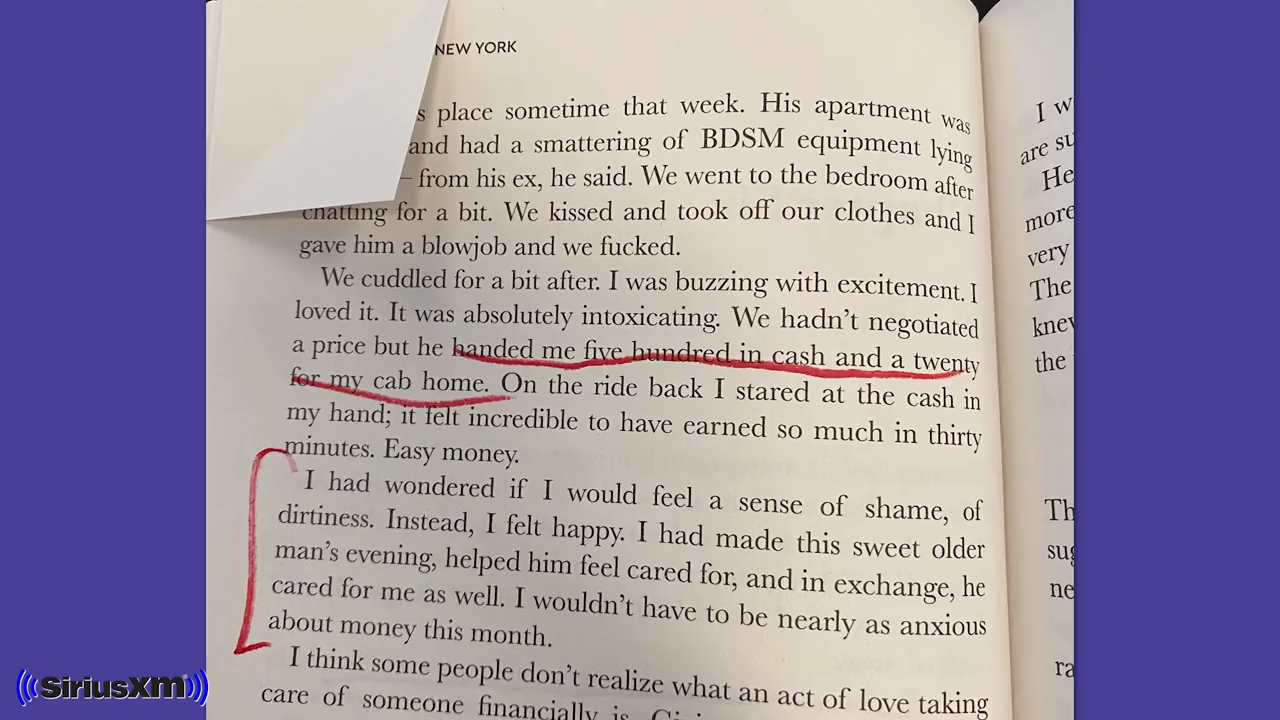 NEW YORK
s place sometime that week. His apartment was
and had a smattering of BDSM equipment lying
– from his ex, he said. We went to the bedroom after
chatting for a bit. We kissed and took off our clothes and I
gave him a blowjob and we fucked.
We cuddled for a bit after. I was buzzing with excitement. I
loved it. It was absolutely intoxicating. We hadn't negotiated
a price but he handed me five hundred in cash and a twenty
for my cab home. On the ride back I stared at the cash in
my hand; it felt incredible to have earned so much in thirty
minutes. Easy money.
I had wondered if I would feel a sense of shame, of
dirtiness. Instead, I felt happy. I had made this sweet older
man's evening, helped him feel cared for, and in exchange, he
cared for me as well. I wouldn't have to be nearly as anxious
about money this month.
I think some people don't realize what an act of love taking
care of someone financially is.
I w
are su
He
more
very
The
knew
the
Th
sug
ne
ra
SiriusXM